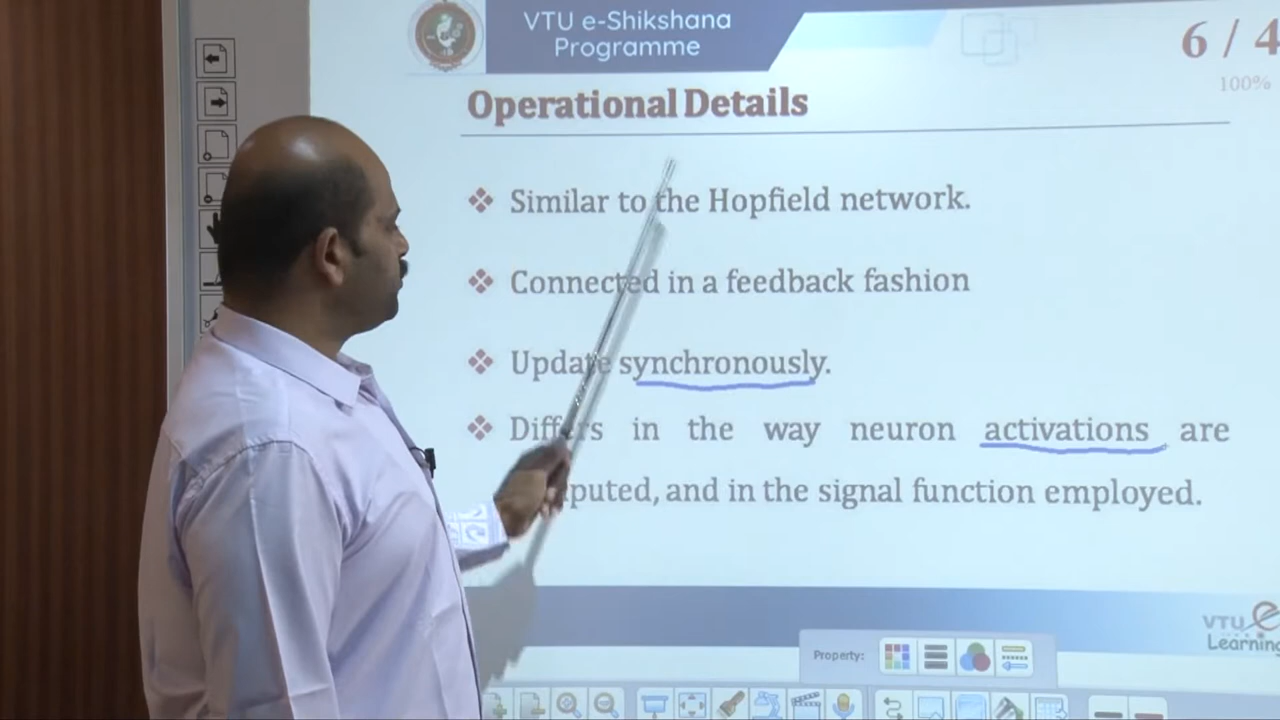 VTU e-Shikshana
Programme
6 / 4
100%
Operational Details
❖ Similar to the Hopfield network.
❖ Connected in a feedback fashion
❖ Update synchronously.
❖ Differs in the way neuron activations are
puted, and in the signal function employed.
VTU e
Learning
Property: